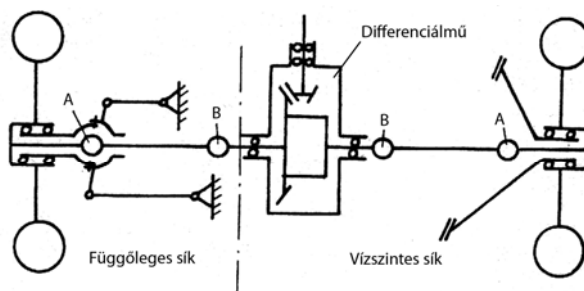 Differenciálmű
A
B
B
A
Függőleges sík
Vízszintes sík